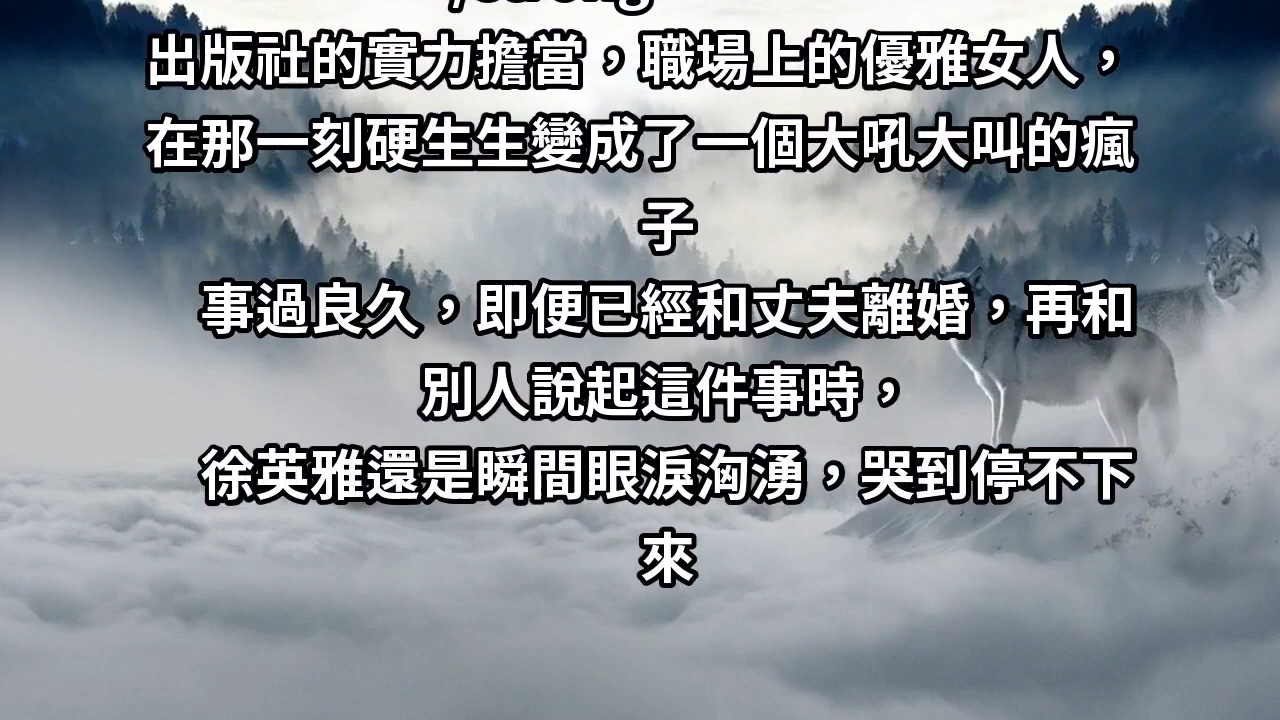 /strong
出版社的實力擔當，職場上的優雅女人，
在那一刻硬生生變成了一個大吼大叫的瘋
子
事過良久，即便已經和丈夫離婚，再和
別人說起這件事時，
徐英雅還是瞬間眼淚洶湧，哭到停不下
來